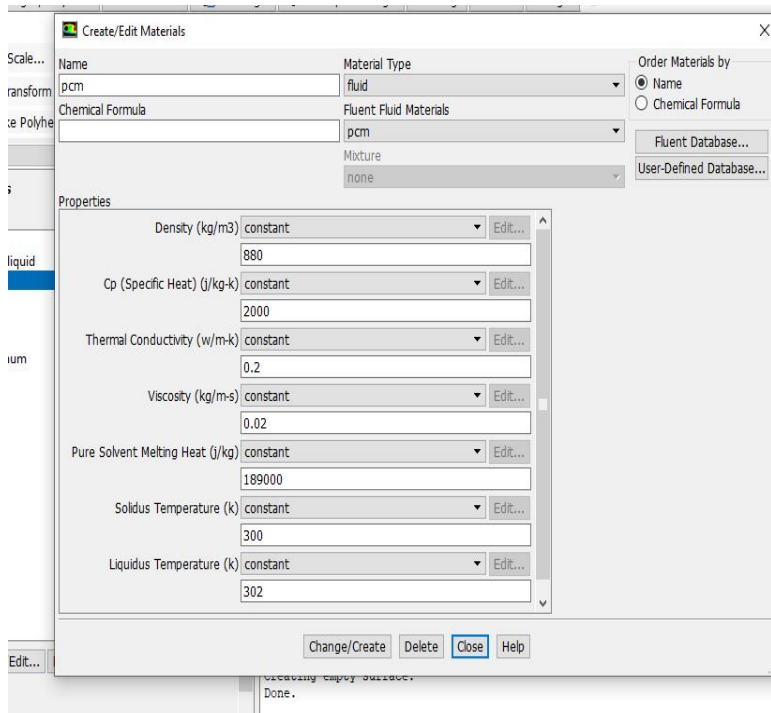 Create/Edit Materials
X
Scale...
ransform
Name
Material Type
Order Materials by
pcm
fluid
Name
Chemical Formula
Chemical Formula
Fluent Fluid Materials
pcm
Fluent Database...
Mixture
none
User-Defined Database...
Properties
Density (kg/m3) constant Edit...
880
liquid
Cp (Specific Heat) (j/kg-k) constant Edit...
2000
Thermal Conductivity (w/m-k) constant Edit...
0.2
Viscosity (kg/m-s) constant Edit...
0.02
Pure Solvent Melting Heat (j/kg) constant Edit...
189000
Solidus Temperature (k) constant Edit...
300
Liquidus Temperature (k) constant Edit...
302
Change/Create Delete Close Help
Edit...
Creating empty surface.
Done.